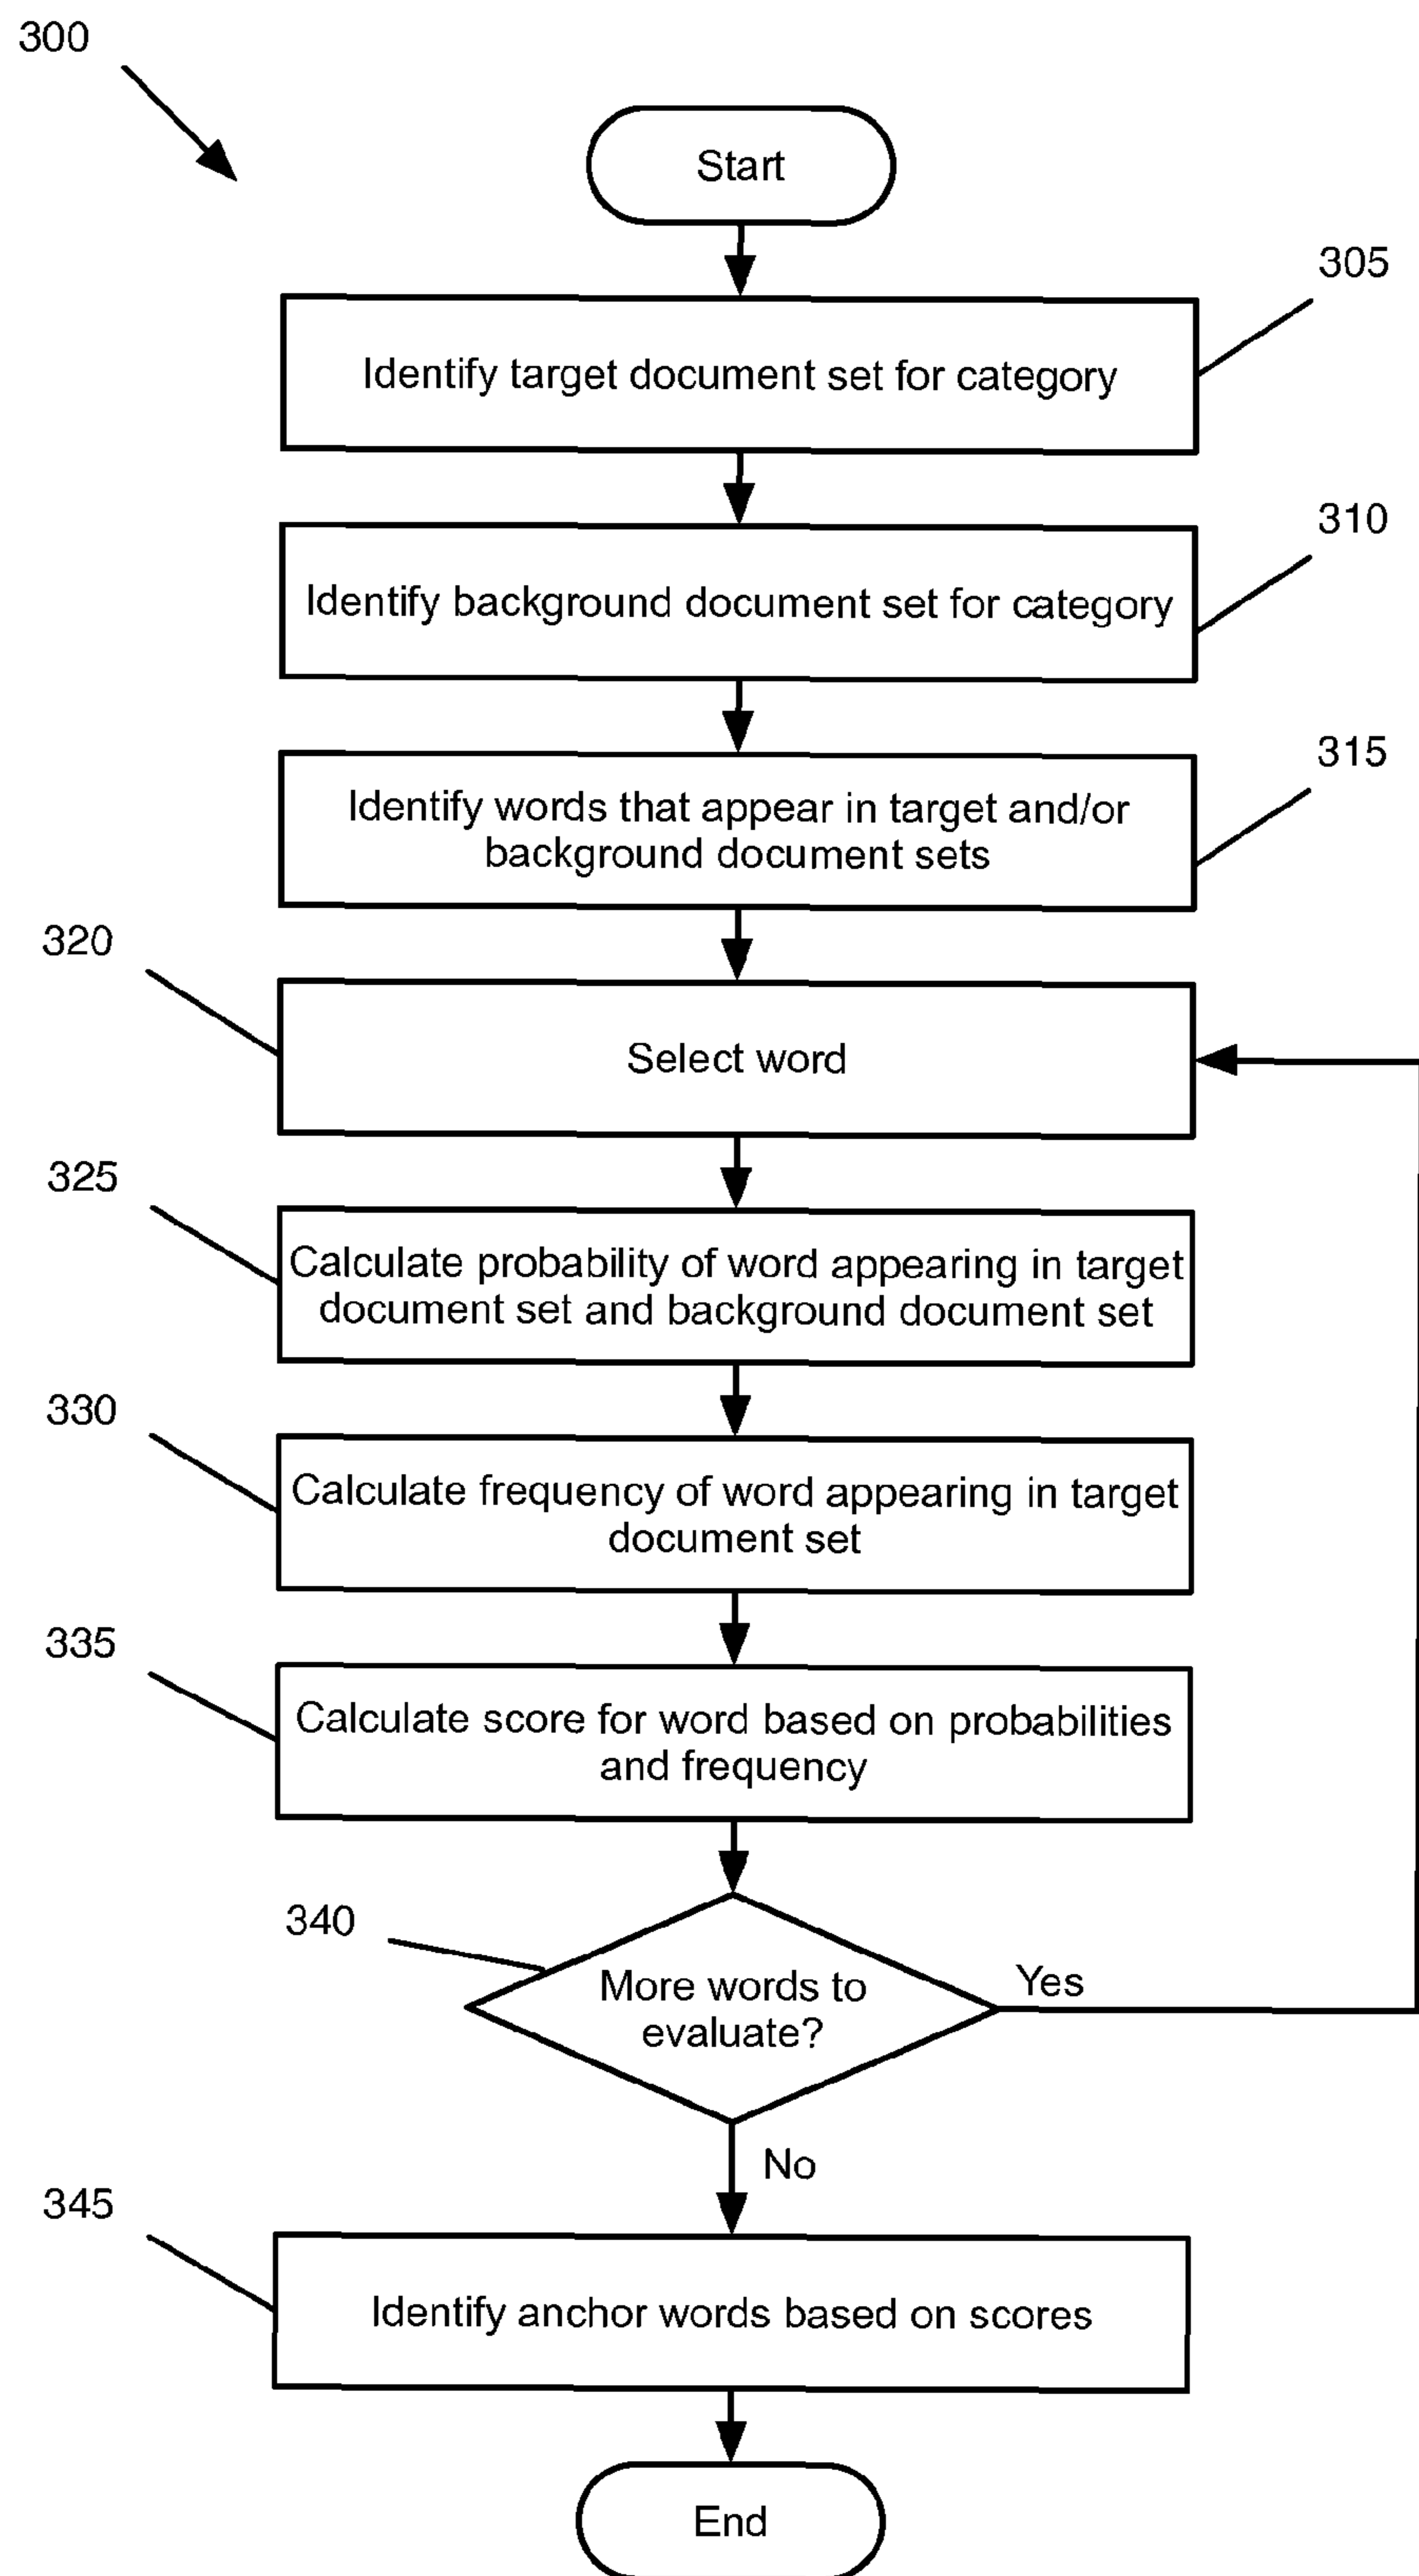 300
Start
305
Identify target document set for category
310
Identify background document set for category
315
Identify words that appear in target and/or
background document sets
320
Select word
325
Calculate probability of word appearing in target
document set and background document set
330
Calculate frequency of word appearing in target
document set
335
Calculate score for word based on probabilities
and frequency
340
More words to
evaluate?
Yes
No
345
Identify anchor words based on scores
End